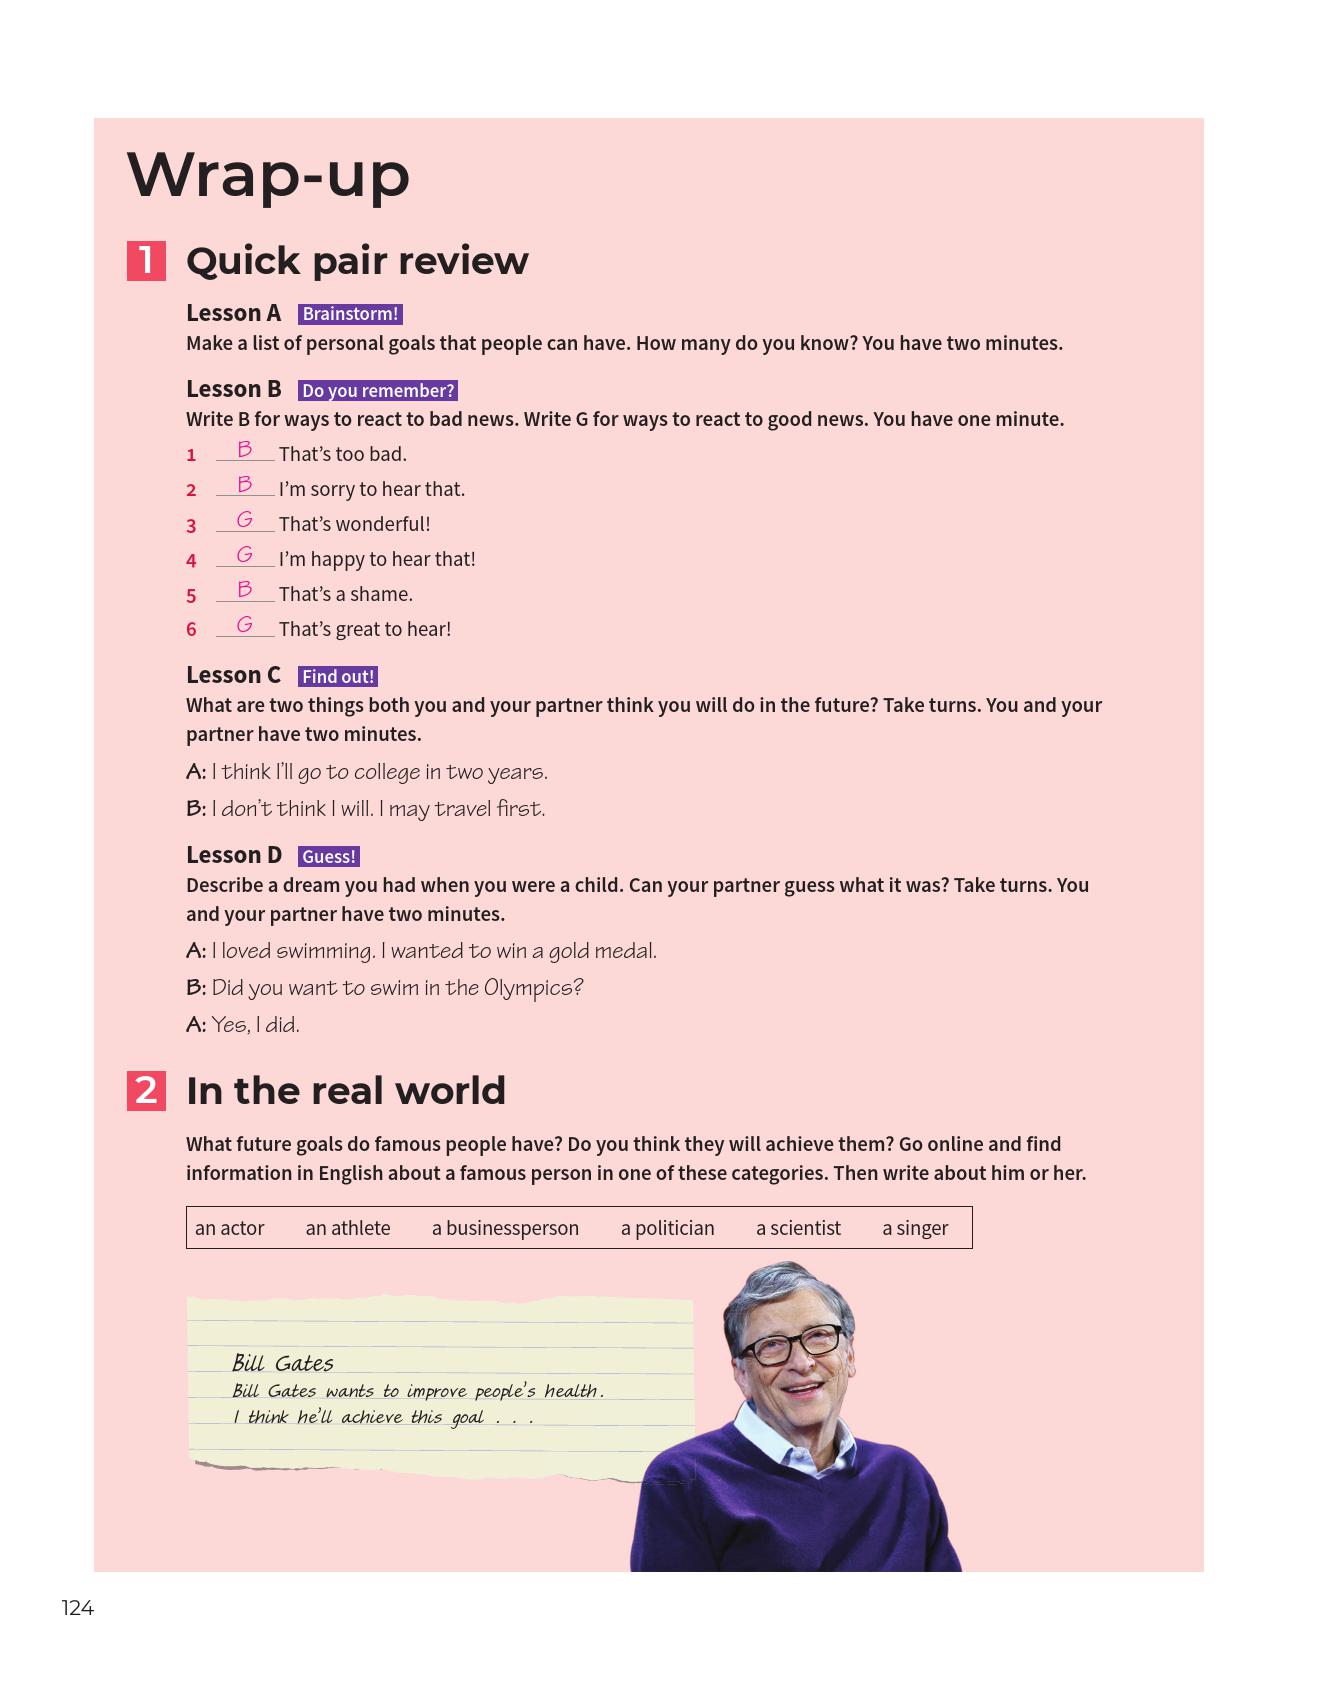 Wrap-up
1 Quick pair review
Lesson A Brainstorm!
Make a list of personal goals that people can have. How many do you know? You have two minutes.
Lesson B Do you remember?
Write B for ways to react to bad news. Write G for ways to react to good news. You have one minute.
1 B That’s too bad.
2 B I’m sorry to hear that.
3 G That’s wonderful!
4 G I’m happy to hear that!
5 B That’s a shame.
6 G That’s great to hear!
Lesson C Find out!
What are two things both you and your partner think you will do in the future? Take turns. You and your
partner have two minutes.
A: I think I’ll go to college in two years.
B: I don’t think I will. I may travel first.
Lesson D Guess!
Describe a dream you had when you were a child. Can your partner guess what it was? Take turns. You
and your partner have two minutes.
A: I loved swimming. I wanted to win a gold medal.
B: Did you want to swim in the Olympics?
A: Yes, I did.
2 In the real world
What future goals do famous people have? Do you think they will achieve them? Go online and find
information in English about a famous person in one of these categories. Then write about him or her.
an actor an athlete a businessperson a politician a scientist a singer
Bill Gates
Bill Gates wants to improve people’s health.
I think he’ll achieve this goal . . .
124